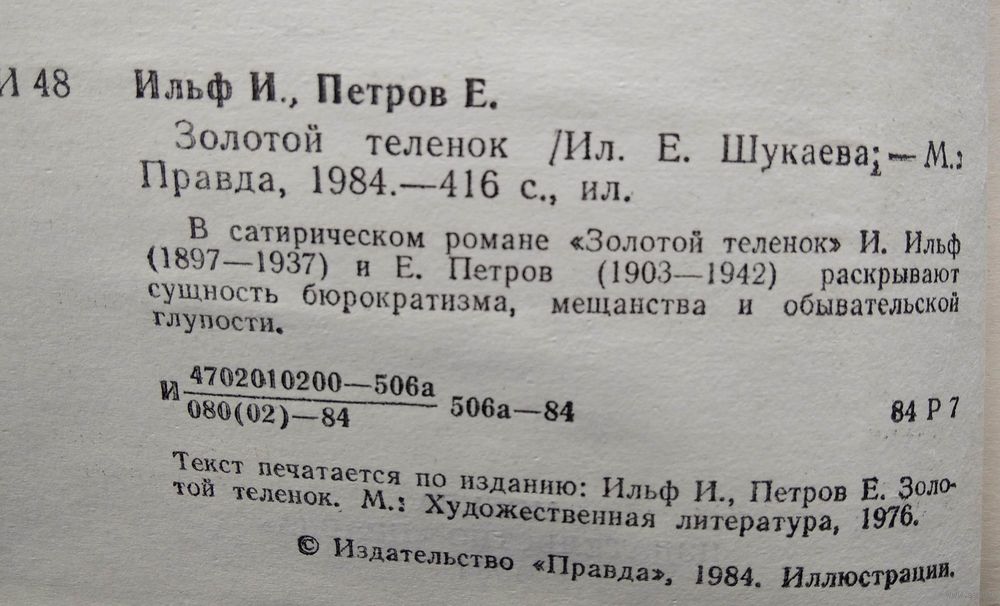 И 48 Ильф И., Петров Е.
Золотой теленок /Ил. Е. Шукаева; — М.:
Правда, 1984.—416 с., ил.
В сатирическом романе «Золотой теленок» И. Ильф
(1897—1937) и Е. Петров (1903—1942) раскрывают
сущность бюрократизма, мещанства и обывательской
глупости.
И 4702010200—506а
080(02)—84 506а—84 84 Р 7
Текст печатается по изданию: Ильф И., Петров Е. Золо-
той теленок. М.: Художественная литература, 1976.
© Издательство «Правда», 1984. Иллюстрации.